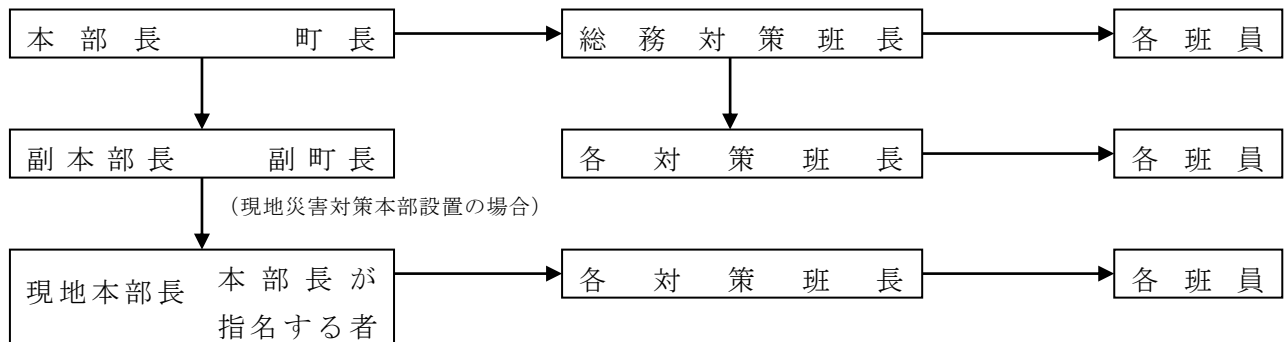 本部長 町長 総務対策班長 各班員
副本部長 副町長 各対策班長 各班員
（現地災害対策本部設置の場合）
現地本部長 本部長が指名する者 各対策班長 各班員